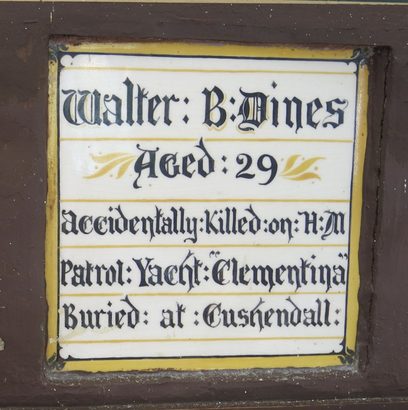 Walter: B: Dines
Aged: 29
accidentally: Killed: on: H: M
Patrol: Yacht: "Clementina"
Buried: at: Cushendall: